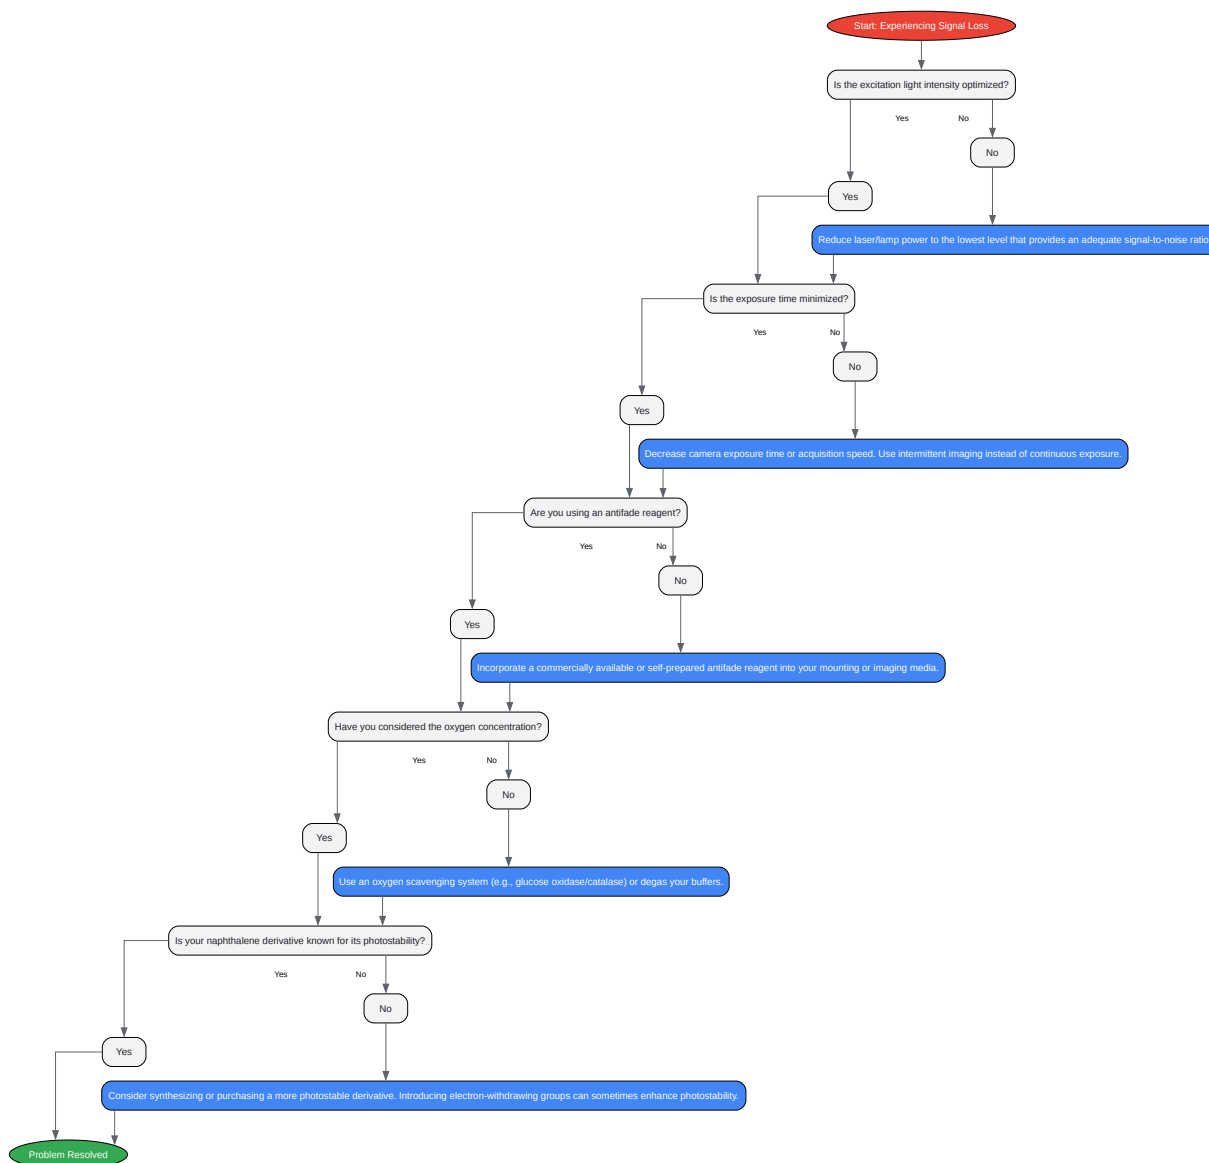 Start: Experiencing Signal Loss
Is the excitation light intensity optimized?
Yes
No
No
Yes
Reduce laser/lamp power to the lowest level that provides an adequate signal-to-noise ratio
Is the exposure time minimized?
Yes
No
No
Yes
Decrease camera exposure time or acquisition speed. Use intermittent imaging instead of continuous exposure.
Are you using an antifade reagent?
Yes
No
No
Yes
Incorporate a commercially available or self-prepared antifade reagent into your mounting or imaging media.
Have you considered the oxygen concentration?
Yes
No
No
Yes
Use an oxygen scavenging system (e.g., glucose oxidase/catalase) or degas your buffers.
Is your naphthalene derivative known for its photostability?
Yes
No
No
Yes
Consider synthesizing or purchasing a more photostable derivative. Introducing electron-withdrawing groups can sometimes enhance photostability.
Problem Resolved